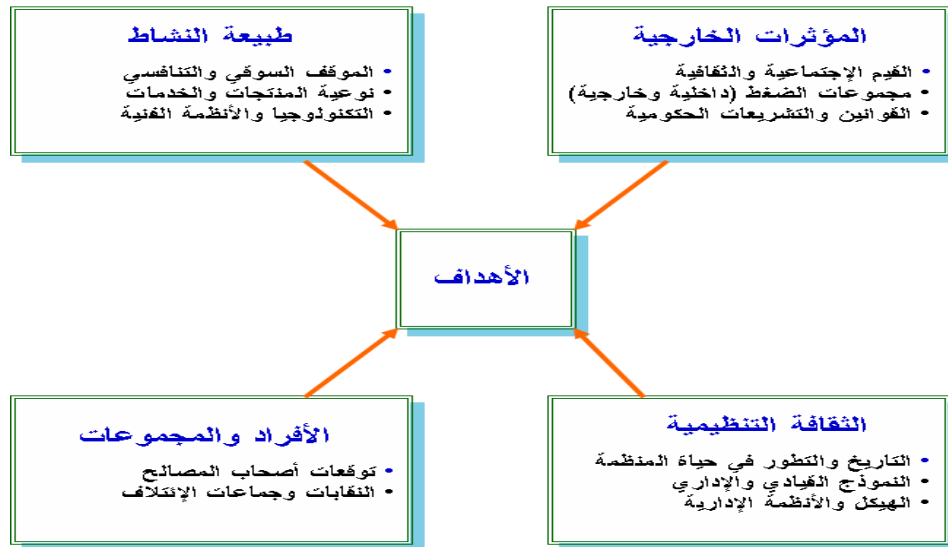 المؤثرات الخارجية
• القيم الإجتماعية والثقافية
• مجموعات الضغط (داخلية وخارجية)
• القوانين والتشريعات الحكومية
طبيعة النشاط
• الموقف السوقي والتنافسي
• نوعية المنتجات والخدمات
• التكنولوجيا والأنظمة الفنية
الأهداف
الثقافة التنظيمية
• التاريخ والتطور في حياة المنظمة
• النموذج القيادي والإداري
• الهيكل والأنظمة الإدارية
الأفراد والمجموعات
• توقعات أصحاب المصالح
• النقابات وجماعات الإئتلاف